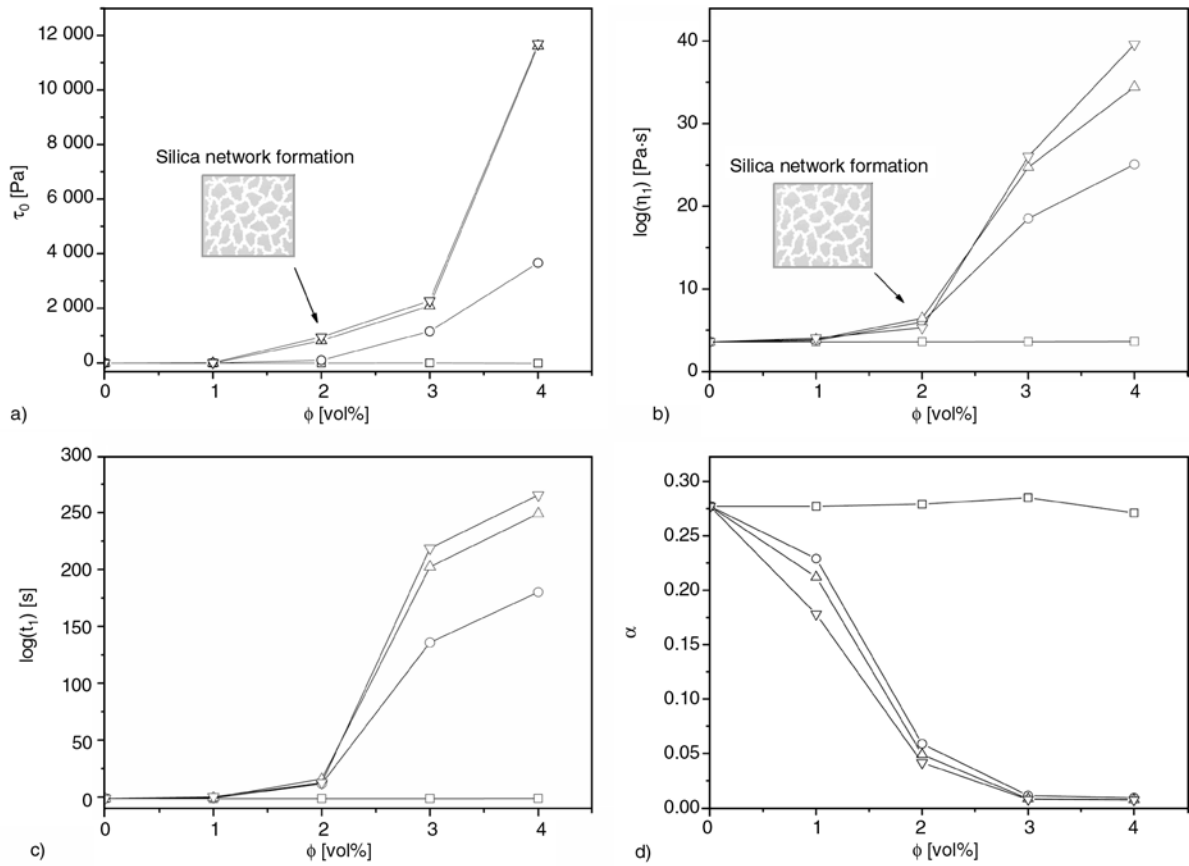 12 000
10 000
8 000
6 000
4 000
2 000
0
τ0 [Pa]
Silica network formation
0 1 2 3 4
ϕ [vol%]
a)
40
30
20
10
0
log(η1) [Pa·s]
Silica network formation
0 1 2 3 4
ϕ [vol%]
b)
300
250
200
150
100
50
0
log(t1) [s]
0 1 2 3 4
ϕ [vol%]
c)
0.30
0.25
0.20
0.15
0.10
0.05
0.00
α
0 1 2 3 4
ϕ [vol%]
d)